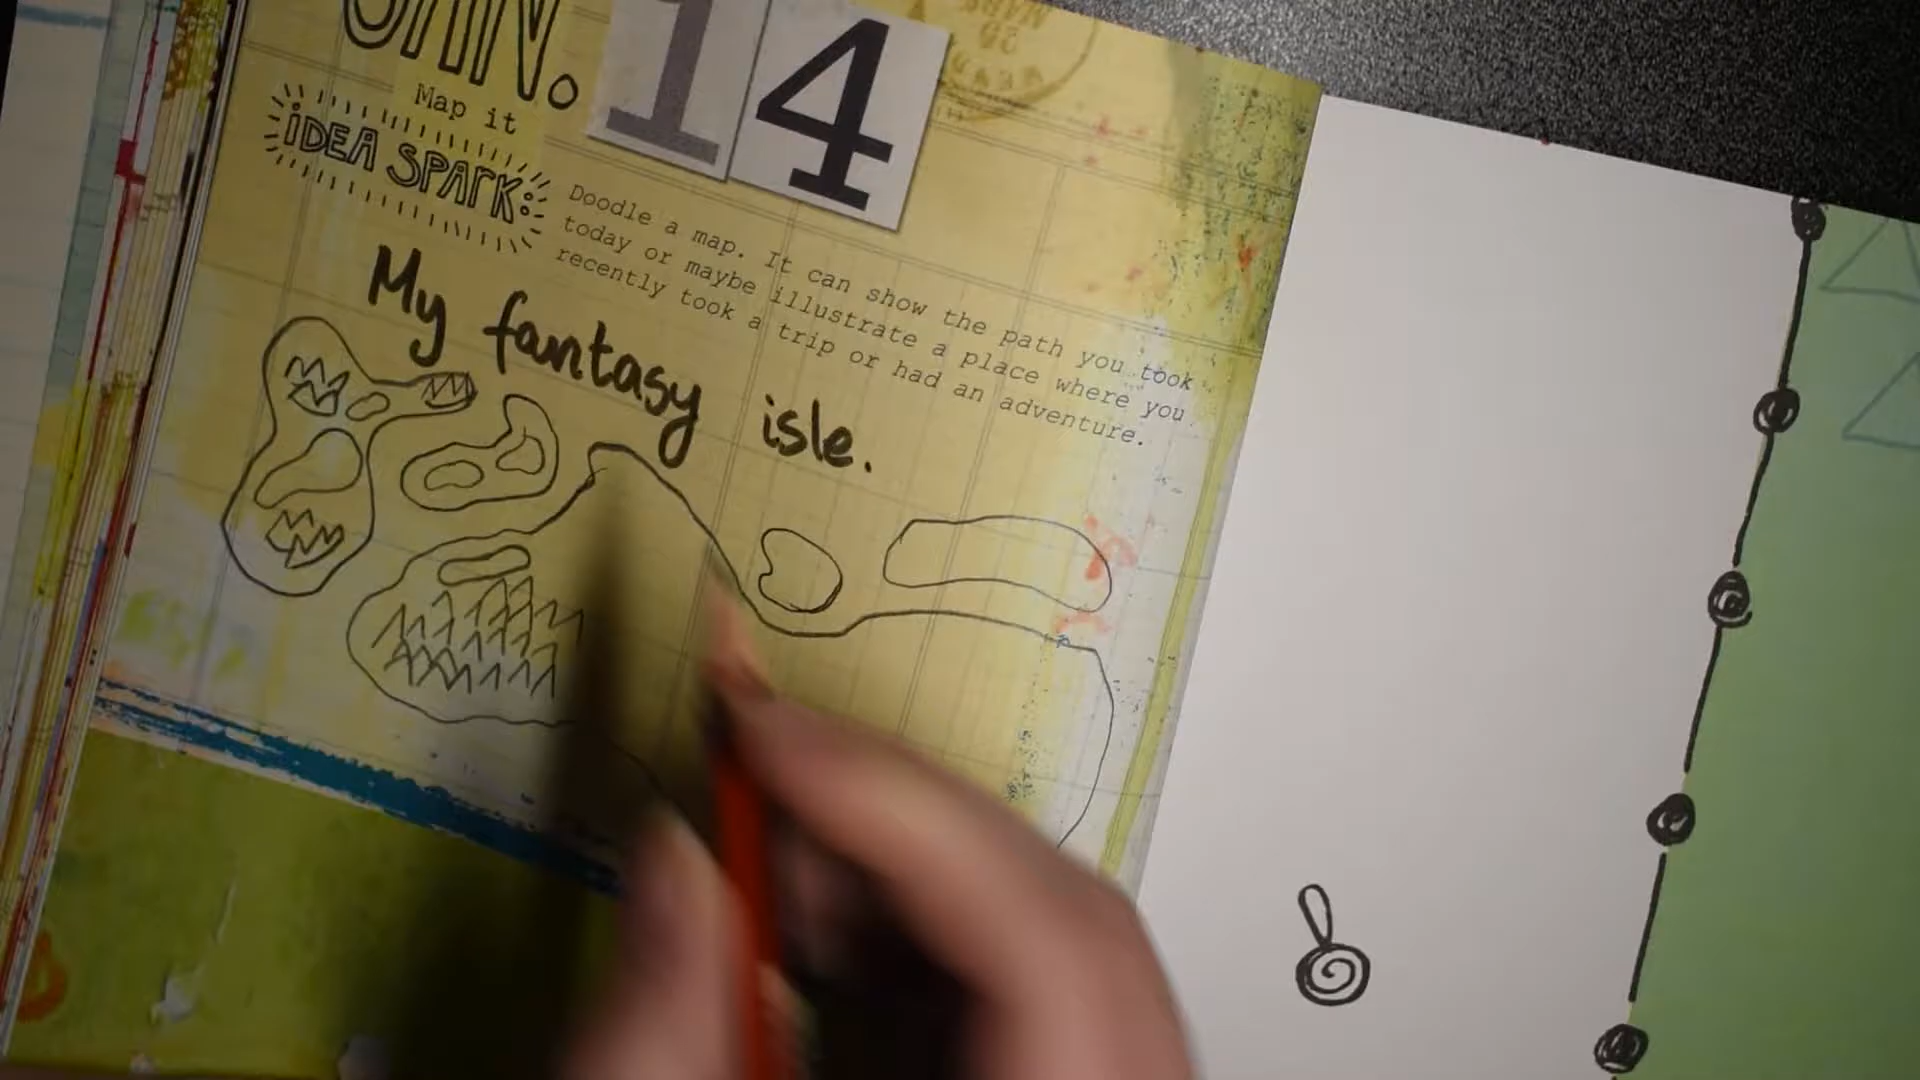 JAN. 14
Map it
IDEA SPARK:
Doodle a map. It can show the path you took
today or maybe illustrate a place where you
recently took a trip or had an adventure.
My fantasy isle.